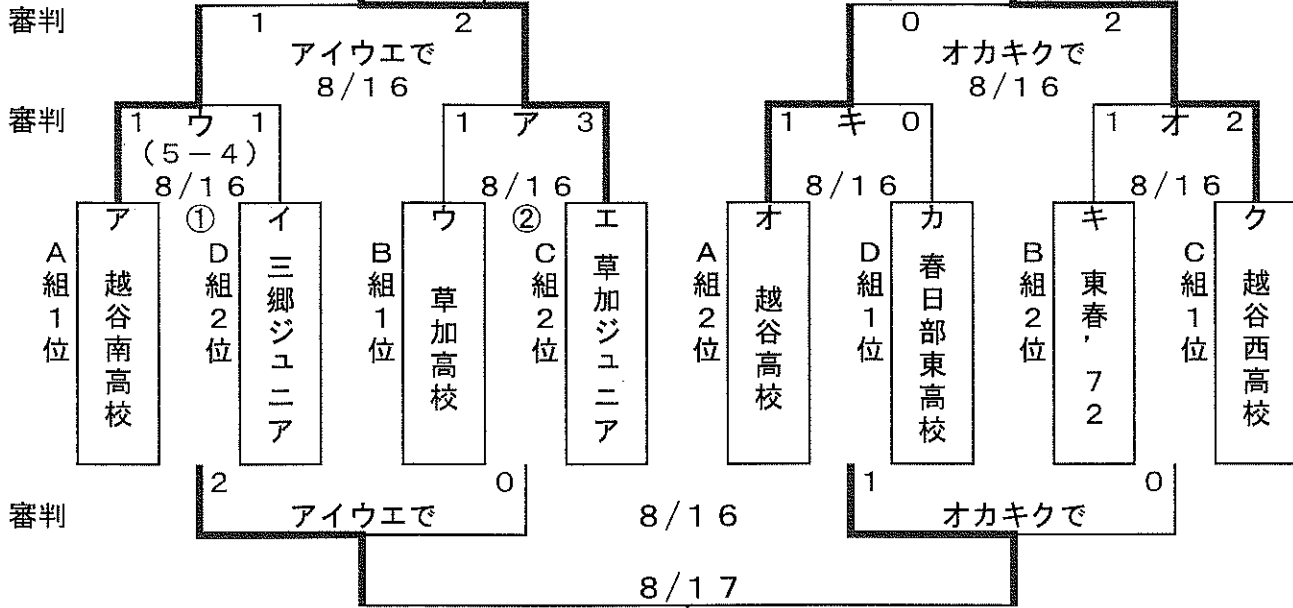 審判 1 2 0 2
アイウエで オカキクで
8/16 8/16
審判 1 ウ 1 1 ア 3 1 キ 0 1 オ 2
(5-4)
8/16 8/16 8/16 8/16
① ②
A組1位
ア 越谷南高校
D組2位
イ 三郷ジュニア
B組1位
ウ 草加高校
C組2位
エ 草加ジュニア
A組2位
オ 越谷高校
D組1位
カ 春日部東高校
B組2位
キ 東春'72
C組1位
ク 越谷西高校
2 0 1 0
審判 アイウエで 8/16 オカキクで
8/17